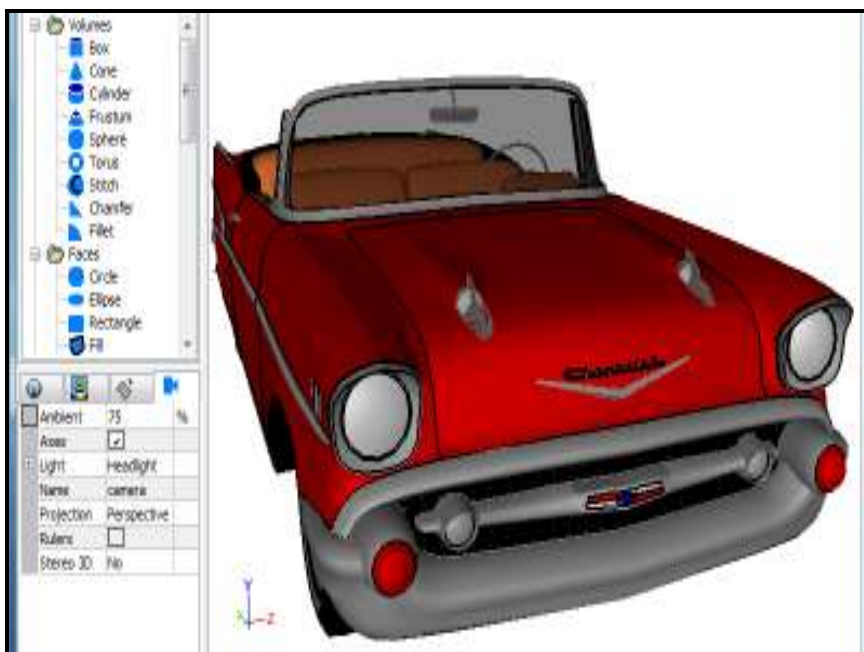 Volumes
Box
Cone
Cylinder
Frustum
Sphere
Torus
Stitch
Chamfer
Fillet
Faces
Circle
Ellipse
Rectangle
Fill
Ambient 75 %
Axes
Light Headlight
Name camera
Projection Perspective
Rulers
Stereo 3D No
Chevrolet
Y
X Z